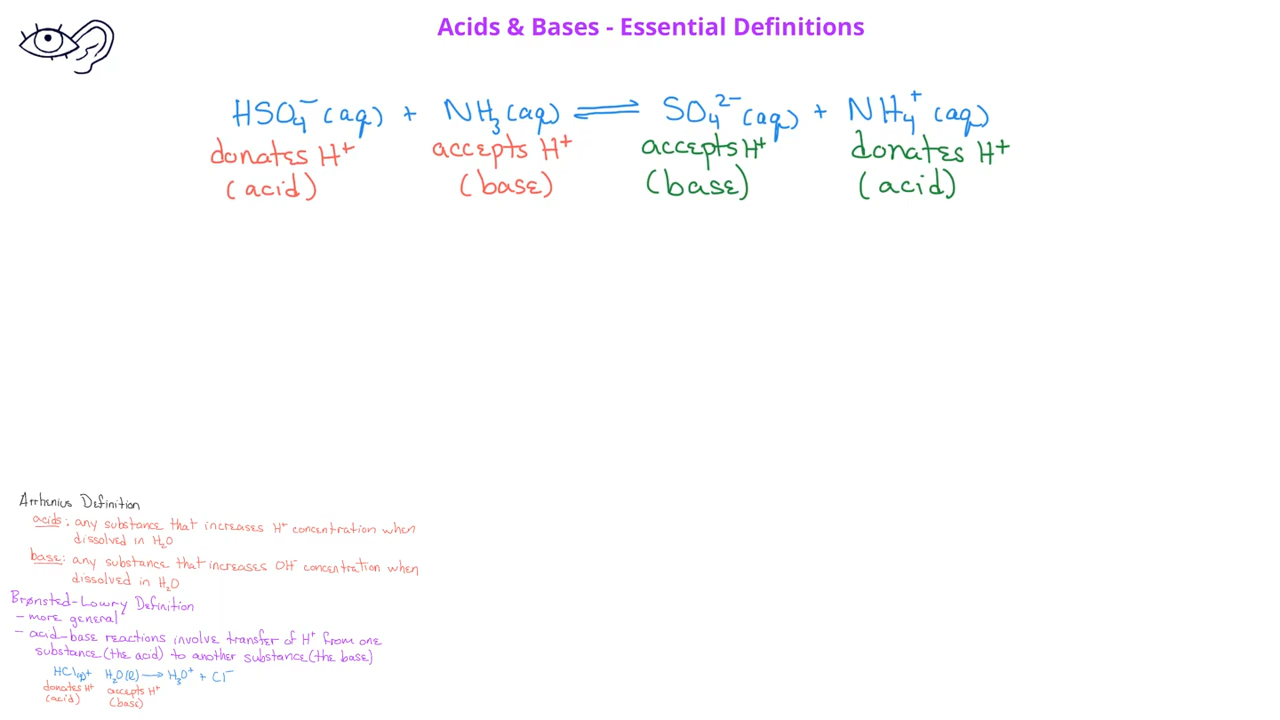 Acids & Bases - Essential Definitions
HSO₄⁻(aq) + NH₃(aq) ⇌ SO₄²⁻(aq) + NH₄⁺(aq)
donates H⁺ accepts H⁺ accepts H⁺ donates H⁺
(acid) (base) (base) (acid)
Arrhenius Definition
acids: any substance that increases H⁺ concentration when
dissolved in H₂O
base: any substance that increases OH⁻ concentration when
dissolved in H₂O
Brønsted-Lowry Definition
- more general
- acid-base reactions involve transfer of H⁺ from one
substance (the acid) to another substance (the base)
HCl(g) + H₂O(l) → H₃O⁺ + Cl⁻
donates H⁺ accepts H⁺
(acid) (base)